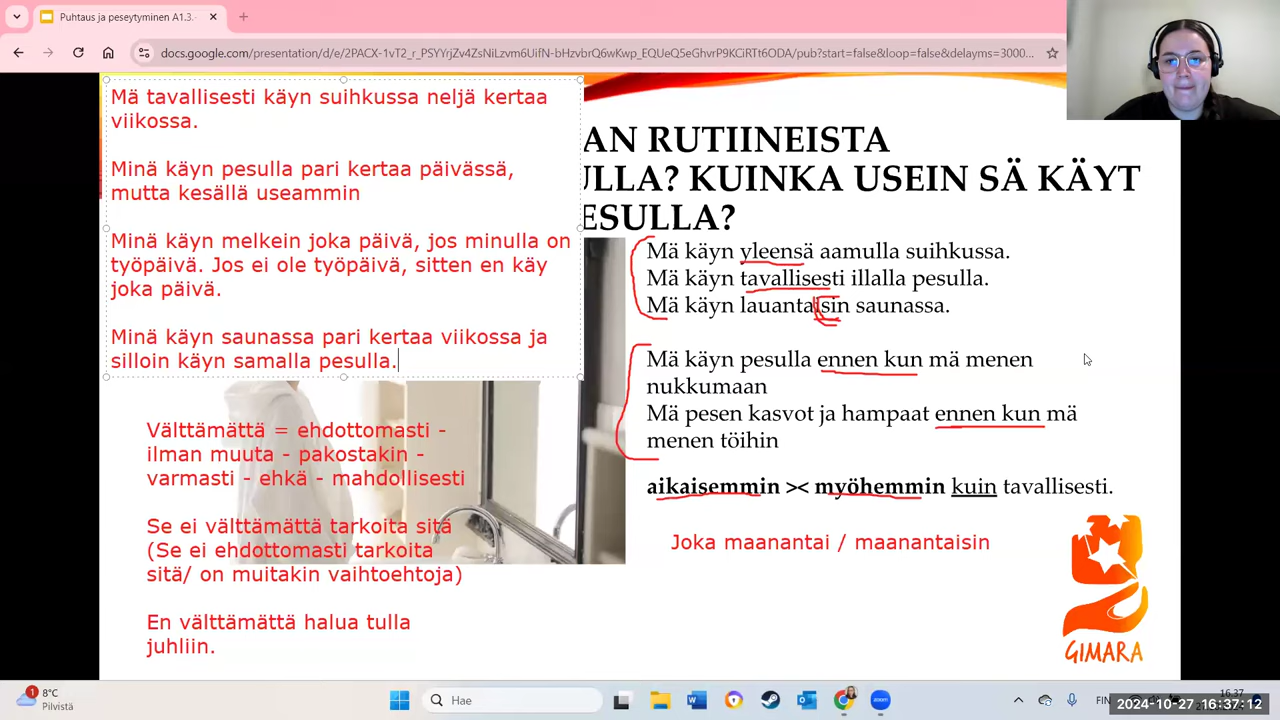 Puhtaus ja peseytyminen A1.3.
docs.google.com/presentation/d/e/2PACX-1vT2_r_PSYYrjZv4ZsNiLzvm6UifN-bHzvbrQ6wKwp_EQUeQ5eGhvrP9KCiRTt6ODA/pub?start=false&loop=false&delayms=3000...
AN RUTIINEISTA
ULLA? KUINKA USEIN SÄ KÄYT
ESULLA?
Mä tavallisesti käyn suihkussa neljä kertaa
viikossa.
Minä käyn pesulla pari kertaa päivässä,
mutta kesällä useammin
Minä käyn melkein joka päivä, jos minulla on
työpäivä. Jos ei ole työpäivä, sitten en käy
joka päivä.
Minä käyn saunassa pari kertaa viikossa ja
silloin käyn samalla pesulla.
Välttämättä = ehdottomasti -
ilman muuta - pakostakin -
varmasti - ehkä - mahdollisesti
Se ei välttämättä tarkoita sitä
(Se ei ehdottomasti tarkoita
sitä/ on muitakin vaihtoehtoja)
En välttämättä halua tulla
juhliin.
Mä käyn yleensä aamulla suihkussa.
Mä käyn tavallisesti illalla pesulla.
Mä käyn lauantaisin saunassa.
Mä käyn pesulla ennen kun mä menen
nukkumaan
Mä pesen kasvot ja hampaat ennen kun mä
menen töihin
aikaisemmin >< myöhemmin kuin tavallisesti.
Joka maanantai / maanantaisin
GIMARA
1
8°C
Pilvistä
Hae
FIN
16.37
2024-10-27 16:37:12